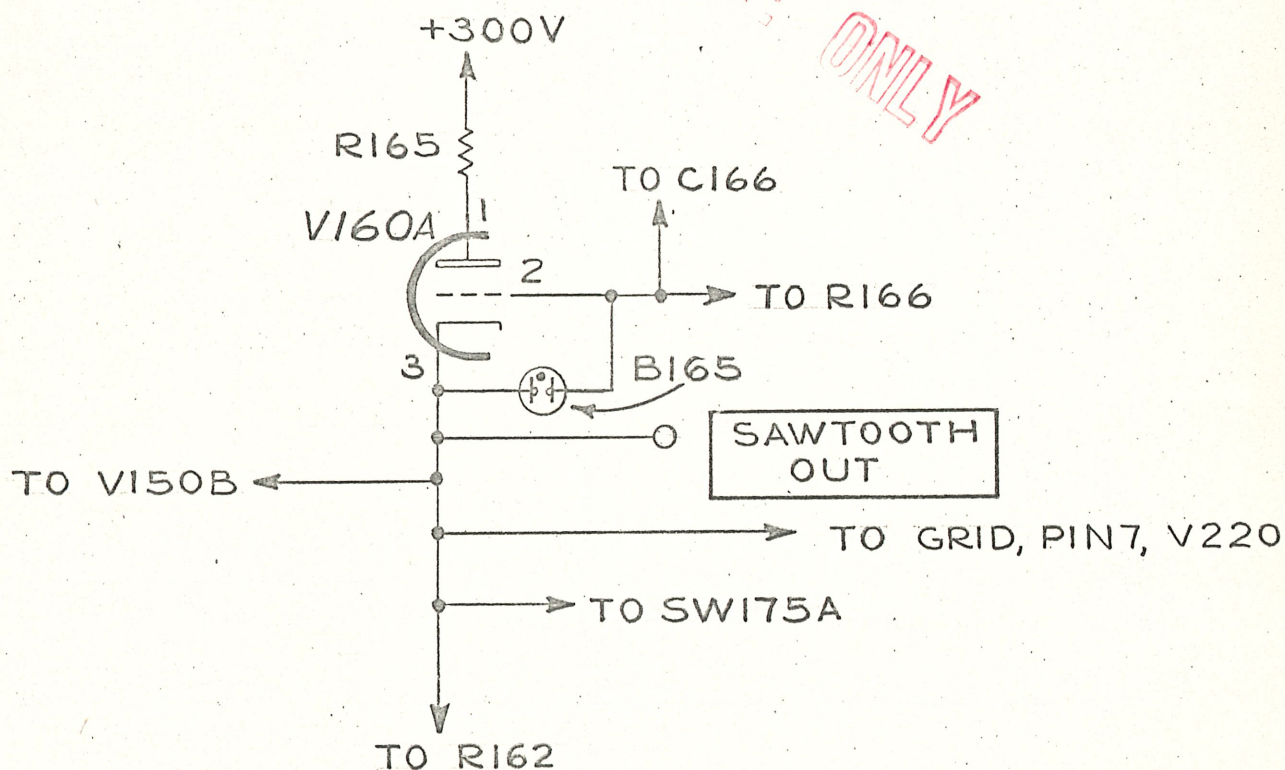 +300V
ONLY
R165
TO C166
V160A
1
2
TO R166
3
B165
SAWTOOTH
OUT
TO V150B
TO GRID, PIN7, V220
TO SW175A
TO R162